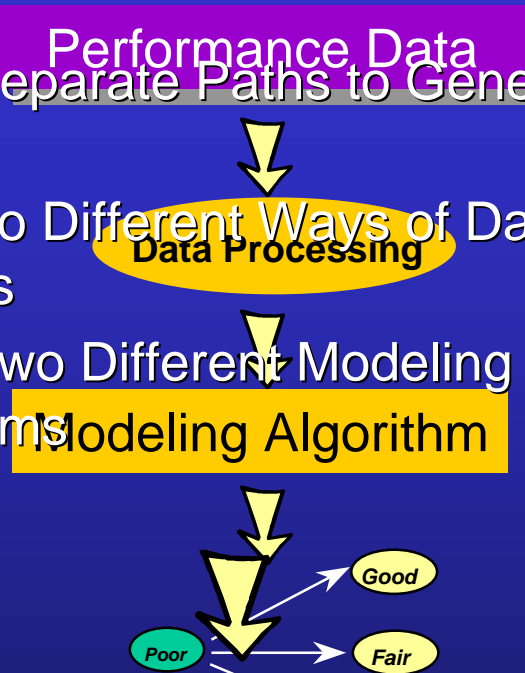 Performance Data
eparate Paths to Gene
o Different Ways of Da
Data Processing
s
wo Different Modeling
ms
Modeling Algorithm
Good
Poor
Fair